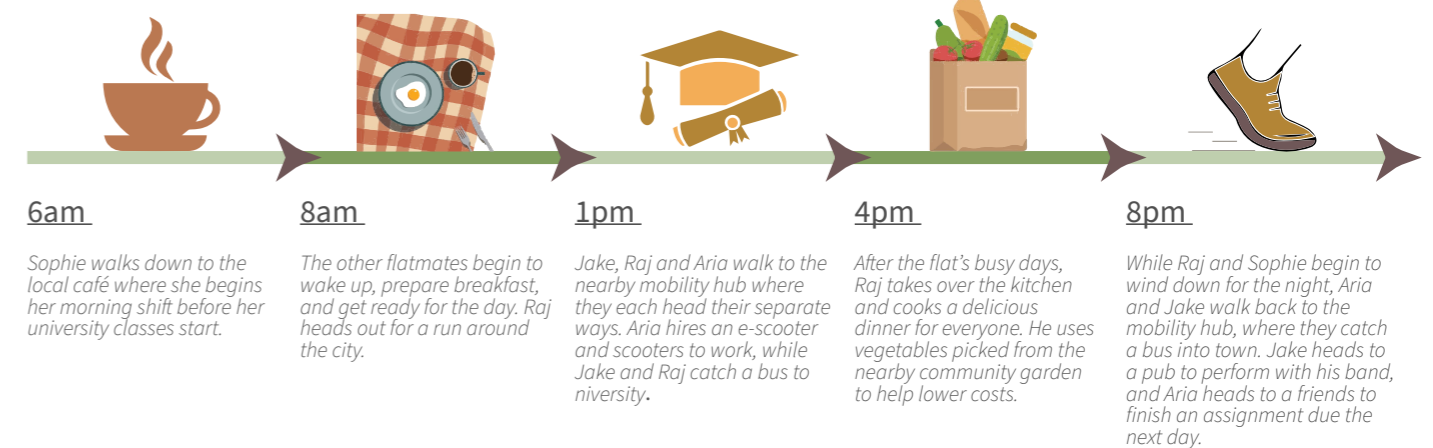 6am
Sophie walks down to the
local café where she begins
her morning shift before her
university classes start.
8am
The other flatmates begin to
wake up, prepare breakfast,
and get ready for the day. Raj
heads out for a run around
the city.
1pm
Jake, Raj and Aria walk to the
nearby mobility hub where
they each head their separate
ways. Aria hires an e-scooter
and scooters to work, while
Jake and Raj catch a bus to
niversity.
4pm
After the flat’s busy days,
Raj takes over the kitchen
and cooks a delicious
dinner for everyone. He uses
vegetables picked from the
nearby community garden
to help lower costs.
8pm
While Raj and Sophie begin to
wind down for the night, Aria
and Jake walk back to the
mobility hub, where they catch
a bus into town. Jake heads to
a pub to perform with his band,
and Aria heads to a friends to
finish an assignment due the
next day.